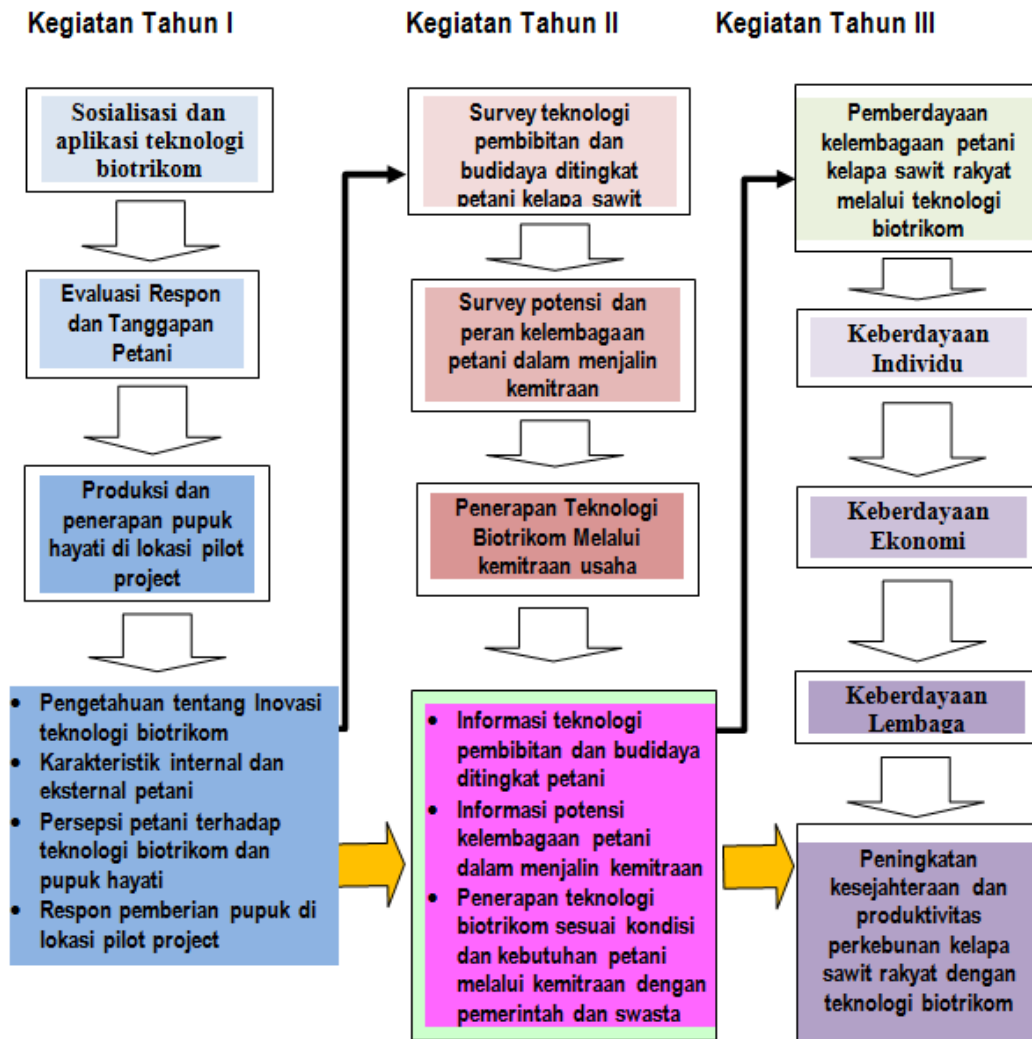 Kegiatan Tahun I
Sosialisasi dan
aplikasi teknologi
biotrikom
Evaluasi Respon
dan Tanggapan
Petani
Produksi dan
penerapan pupuk
hayati di lokasi pilot
project
• Pengetahuan tentang Inovasi
teknologi biotrikom
• Karakteristik internal dan
eksternal petani
• Persepsi petani terhadap
teknologi biotrikom dan
pupuk hayati
• Respon pemberian pupuk di
lokasi pilot project
Kegiatan Tahun II
Survey teknologi
pembibitan dan
budidaya ditingkat
petani kelapa sawit
Survey potensi dan
peran kelembagaan
petani dalam menjalin
kemitraan
Penerapan Teknologi
Biotrikom Melalui
kemitraan usaha
• Informasi teknologi
pembibitan dan budidaya
ditingkat petani
• Informasi potensi
kelembagaan petani
dalam menjalin kemitraan
• Penerapan teknologi
biotrikom sesuai kondisi
dan kebutuhan petani
melalui kemitraan dengan
pemerintah dan swasta
Kegiatan Tahun III
Pemberdayaan
kelembagaan petani
kelapa sawit rakyat
melalui teknologi
biotrikom
Keberdayaan
Individu
Keberdayaan
Ekonomi
Keberdayaan
Lembaga
Peningkatan
kesejahteraan dan
produktivitas
perkebunan kelapa
sawit rakyat dengan
teknologi biotrikom